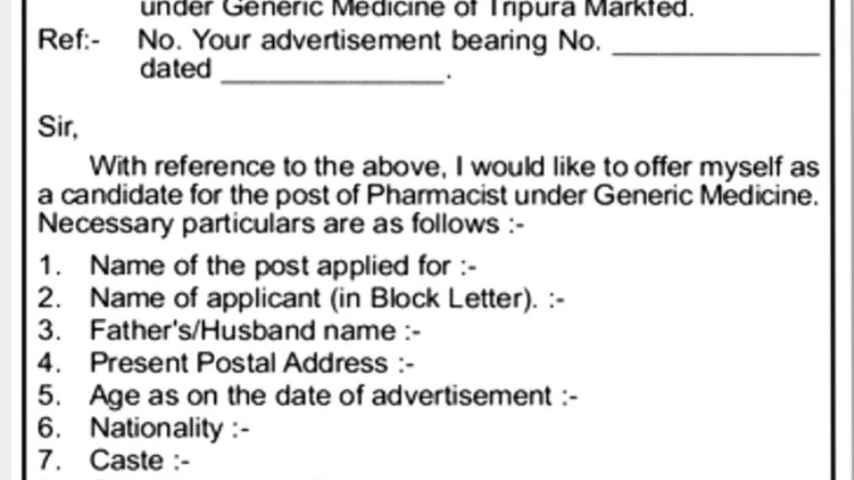 under Generic Medicine of Tripura Markfed.
Ref:- No. Your advertisement bearing No. _______________
dated ________________.
Sir,
With reference to the above, I would like to offer myself as
a candidate for the post of Pharmacist under Generic Medicine.
Necessary particulars are as follows :-
1. Name of the post applied for :-
2. Name of applicant (in Block Letter). :-
3. Father's/Husband name :-
4. Present Postal Address :-
5. Age as on the date of advertisement :-
6. Nationality :-
7. Caste :-